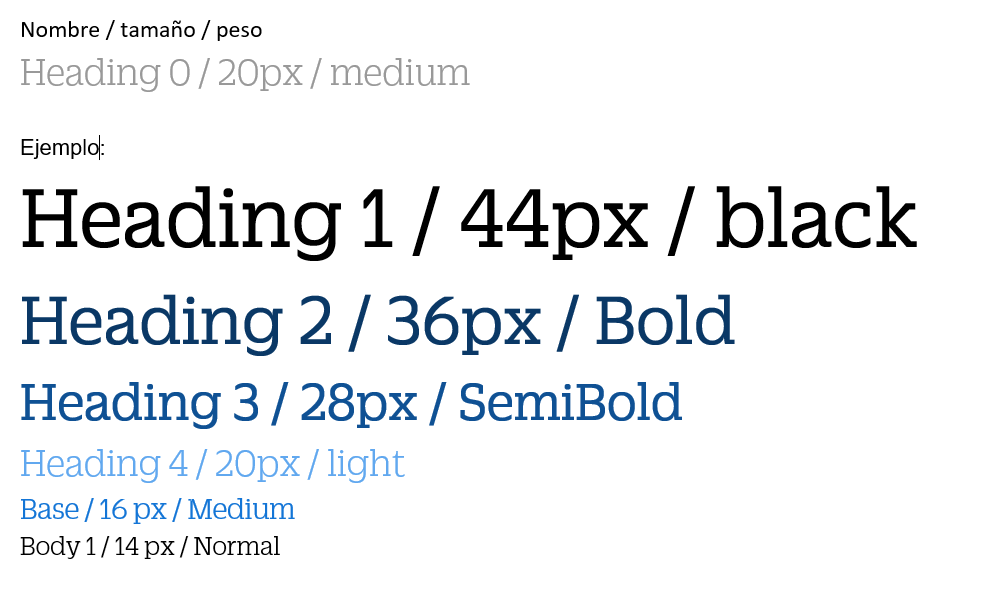 Nombre / tamaño / peso
Heading 0 / 20px / medium
Ejemplo:
Heading 1 / 44px / black
Heading 2 / 36px / Bold
Heading 3 / 28px / SemiBold
Heading 4 / 20px / light
Base / 16 px / Medium
Body 1 / 14 px / Normal